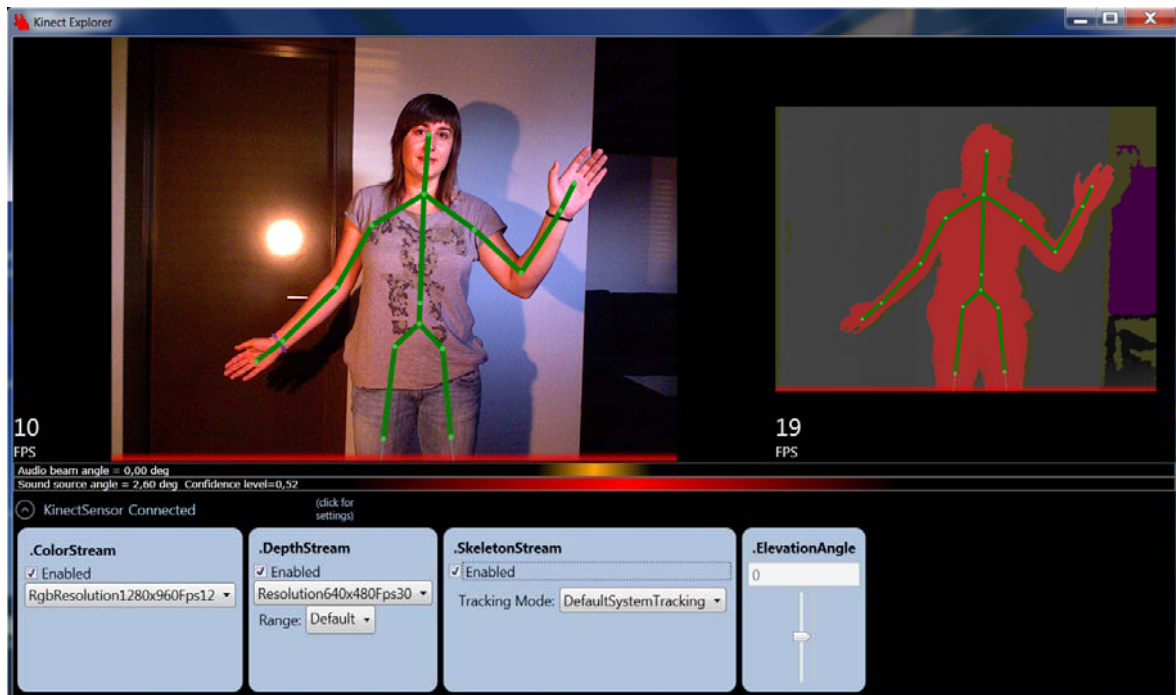 Kinect Explorer
10
FPS
19
FPS
Audio beam angle = 0,00 deg
Sound source angle = 2,60 deg Confidence level=0,52
KinectSensor Connected
(click for
settings)
.ColorStream
Enabled
RgbResolution1280x960Fps12
.DepthStream
Enabled
Resolution640x480Fps30
Range: Default
.SkeletonStream
Enabled
Tracking Mode: DefaultSystemTracking
.ElevationAngle
0